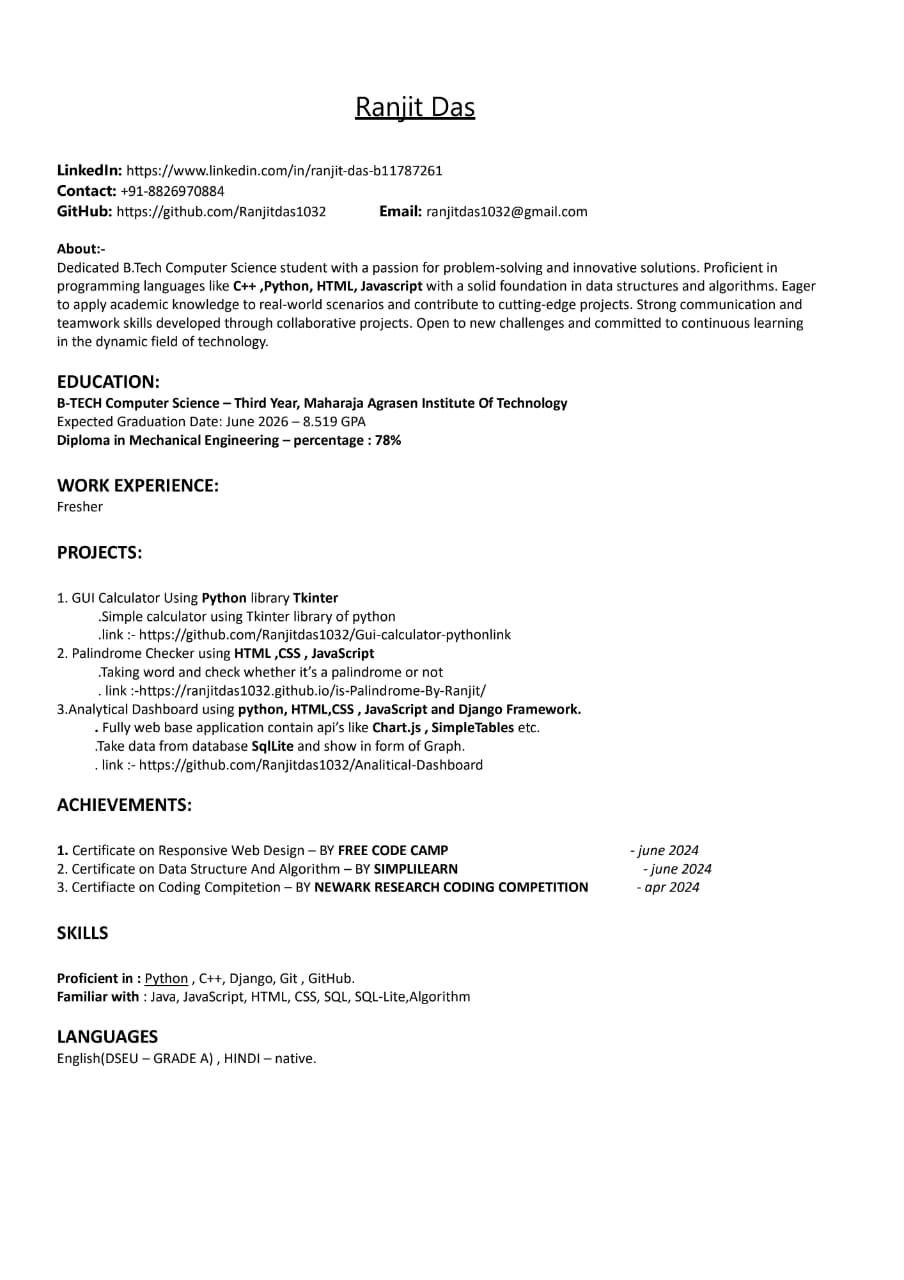 Ranjit Das
LinkedIn: https://www.linkedin.com/in/ranjit-das-b11787261
Contact: +91-8826970884
GitHub: https://github.com/Ranjitdas1032 Email: ranjitdas1032@gmail.com
About:-
Dedicated B.Tech Computer Science student with a passion for problem-solving and innovative solutions. Proficient in
programming languages like C++ ,Python, HTML, Javascript with a solid foundation in data structures and algorithms. Eager
to apply academic knowledge to real-world scenarios and contribute to cutting-edge projects. Strong communication and
teamwork skills developed through collaborative projects. Open to new challenges and committed to continuous learning
in the dynamic field of technology.
EDUCATION:
B-TECH Computer Science – Third Year, Maharaja Agrasen Institute Of Technology
Expected Graduation Date: June 2026 – 8.519 GPA
Diploma in Mechanical Engineering – percentage : 78%
WORK EXPERIENCE:
Fresher
PROJECTS:
1. GUI Calculator Using Python library Tkinter
.Simple calculator using Tkinter library of python
.link :- https://github.com/Ranjitdas1032/Gui-calculator-pythonlink
2. Palindrome Checker using HTML ,CSS , JavaScript
.Taking word and check whether it’s a palindrome or not
. link :-https://ranjitdas1032.github.io/is-Palindrome-By-Ranjit/
3.Analytical Dashboard using python, HTML,CSS , JavaScript and Django Framework.
. Fully web base application contain api’s like Chart.js , SimpleTables etc.
.Take data from database SqlLite and show in form of Graph.
. link :- https://github.com/Ranjitdas1032/Analitical-Dashboard
ACHIEVEMENTS:
1. Certificate on Responsive Web Design – BY FREE CODE CAMP - june 2024
2. Certificate on Data Structure And Algorithm – BY SIMPLILEARN - june 2024
3. Certifiacte on Coding Compitetion – BY NEWARK RESEARCH CODING COMPETITION - apr 2024
SKILLS
Proficient in : Python , C++, Django, Git , GitHub.
Familiar with : Java, JavaScript, HTML, CSS, SQL, SQL-Lite,Algorithm
LANGUAGES
English(DSEU – GRADE A) , HINDI – native.